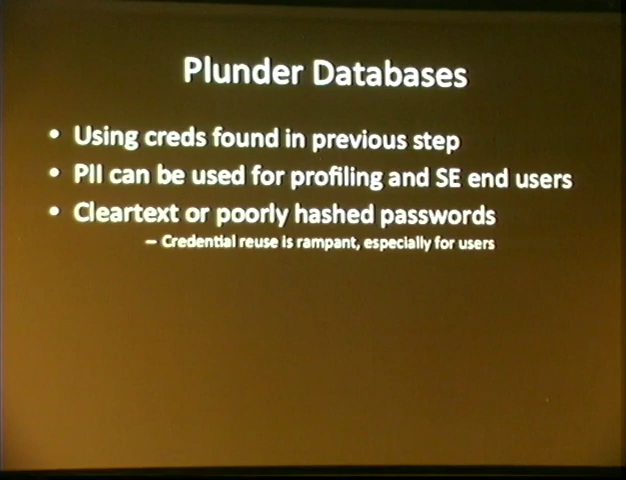 Plunder Databases
• Using creds found in previous step
• PII can be used for profiling and SE end users
• Cleartext or poorly hashed passwords
– Credential reuse is rampant, especially for users